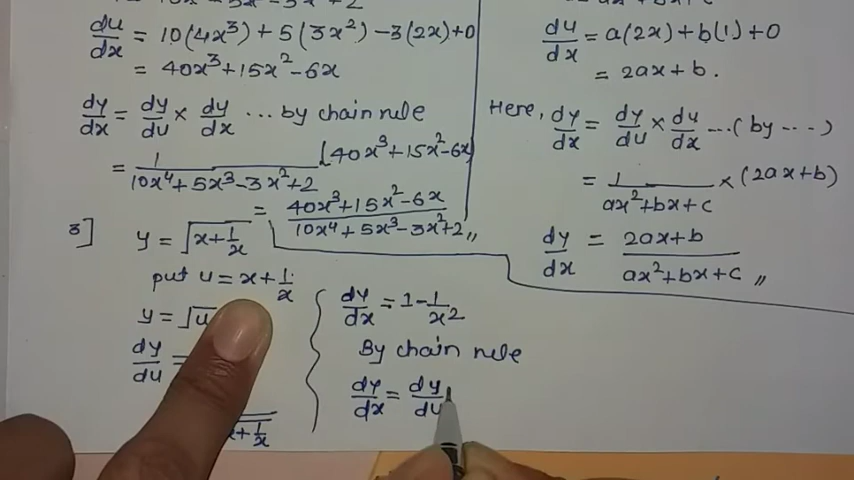 du/dx = 10(4x³) + 5(3x²) - 3(2x) + 0
= 40x³ + 15x² - 6x
dy/dx = dy/du × dy/dx ... by chain rule
= 1/(10x⁴ + 5x³ - 3x² + 2) [40x³ + 15x² - 6x]
= (40x³ + 15x² - 6x)/(10x⁴ + 5x³ - 3x² + 2) ,,
3] y = √(x + 1/x)
put u = x + 1/x
y = √u
dy/du =
x + 1/x
dy/dx = 1 - 1/x²
By chain rule
dy/dx = dy/du
du/dx = a(2x) + b(1) + 0
= 2ax + b.
Here, dy/dx = dy/du × du/dx ... (by ...)
= 1/(ax² + bx + c) × (2ax + b)
dy/dx = (2ax + b)/(ax² + bx + c) ,,